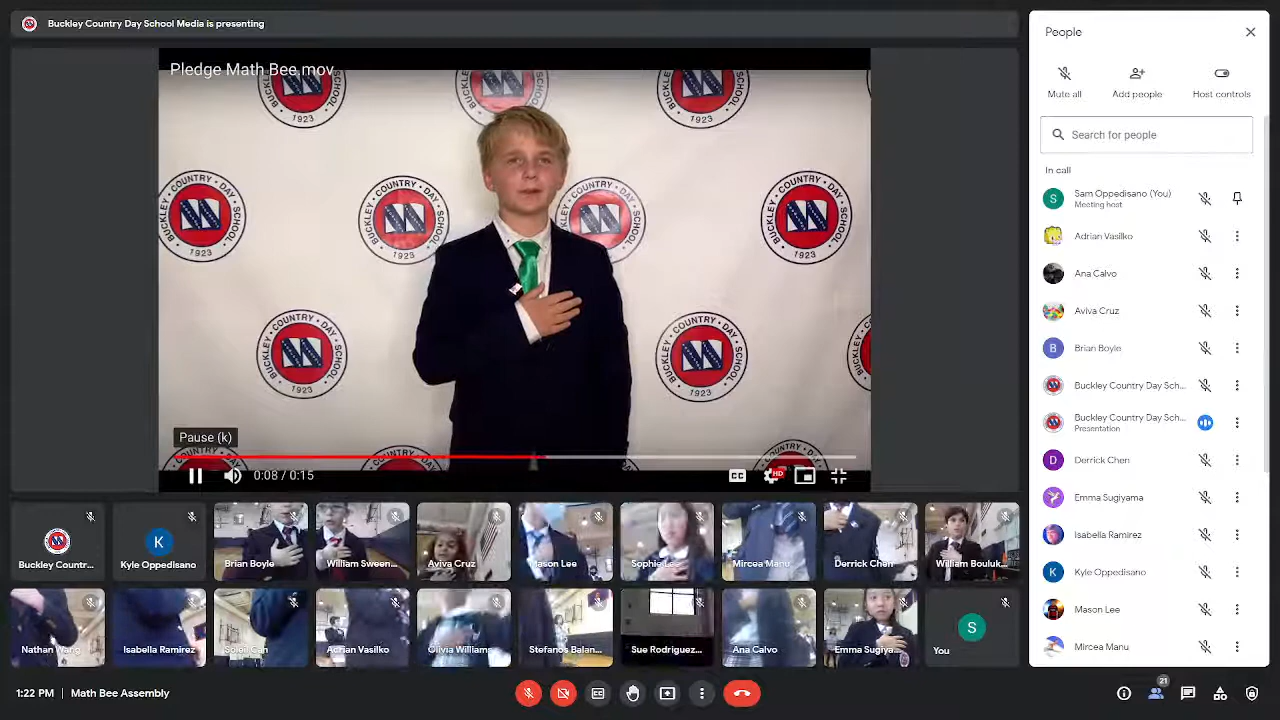 Buckley Country Day School Media is presenting
Pledge Math Bee.mov
BUCKLEY COUNTRY • DAY • SCHOOL
1923
Pause (k)
0:08 / 0:15
CC
HD
Buckley Countr...
K
Kyle Oppedisano
Brian Boyle
William Sween...
Aviva Cruz
Mason Lee
Sophie Lee
Mircea Manu
Derrick Chen
William Bouluk...
Nathan Wang
Isabella Ramirez
Adrian Vasilko
Olivia Williams
Stefanos Balan...
Sue Rodriguez...
Ana Calvo
Emma Sugiya...
S
You
1:22 PM | Math Bee Assembly
21
People
Mute all
Add people
Host controls
Search for people
In call
S
Sam Oppedisano (You)
Meeting host
Adrian Vasilko
Ana Calvo
Aviva Cruz
B
Brian Boyle
Buckley Country Day Sch...
Buckley Country Day Sch...
Presentation
D
Derrick Chen
Emma Sugiyama
Isabella Ramirez
K
Kyle Oppedisano
Mason Lee
Mircea Manu